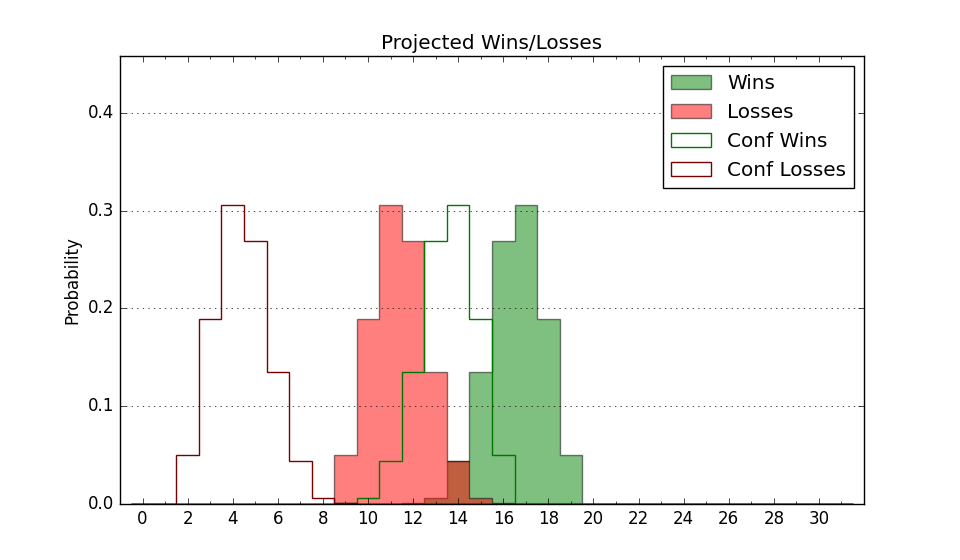 Projected Wins/Losses
Wins
Losses
Conf Wins
Conf Losses
Probability
0.4
0.3
0.2
0.1
0.0
0 2 4 6 8 10 12 14 16 18 20 22 24 26 28 30